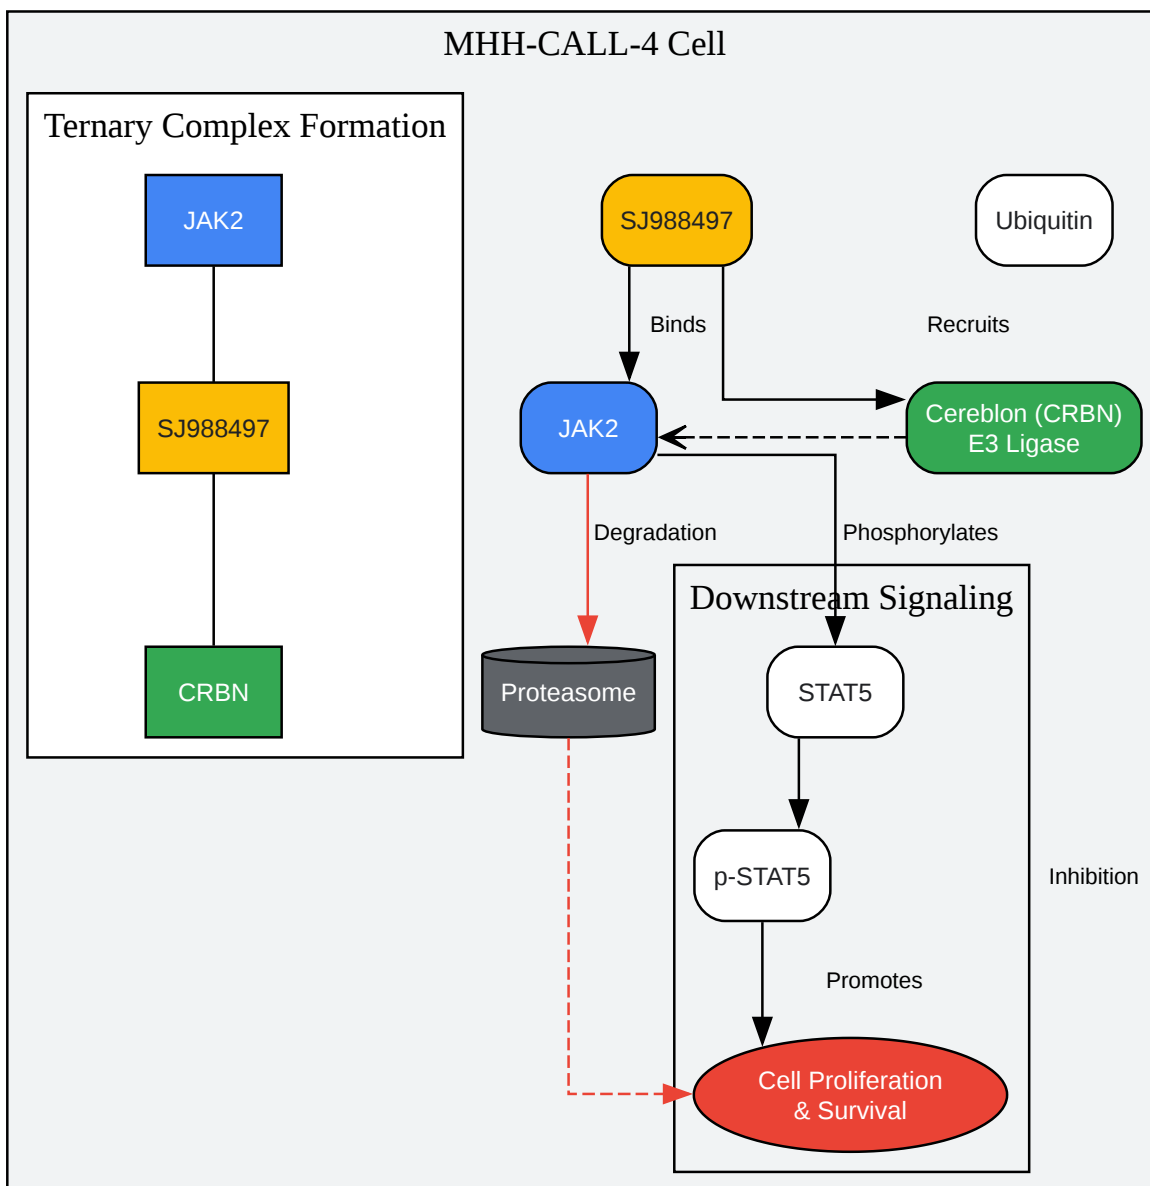 MHH-CALL-4 Cell
Ternary Complex Formation
JAK2
SJ988497
Ubiquitin
Binds
Recruits
SJ988497
JAK2
Cereblon (CRBN)
E3 Ligase
Degradation
Phosphorylates
Downstream Signaling
CRBN
Proteasome
STAT5
p-STAT5
Inhibition
Promotes
Cell Proliferation
& Survival